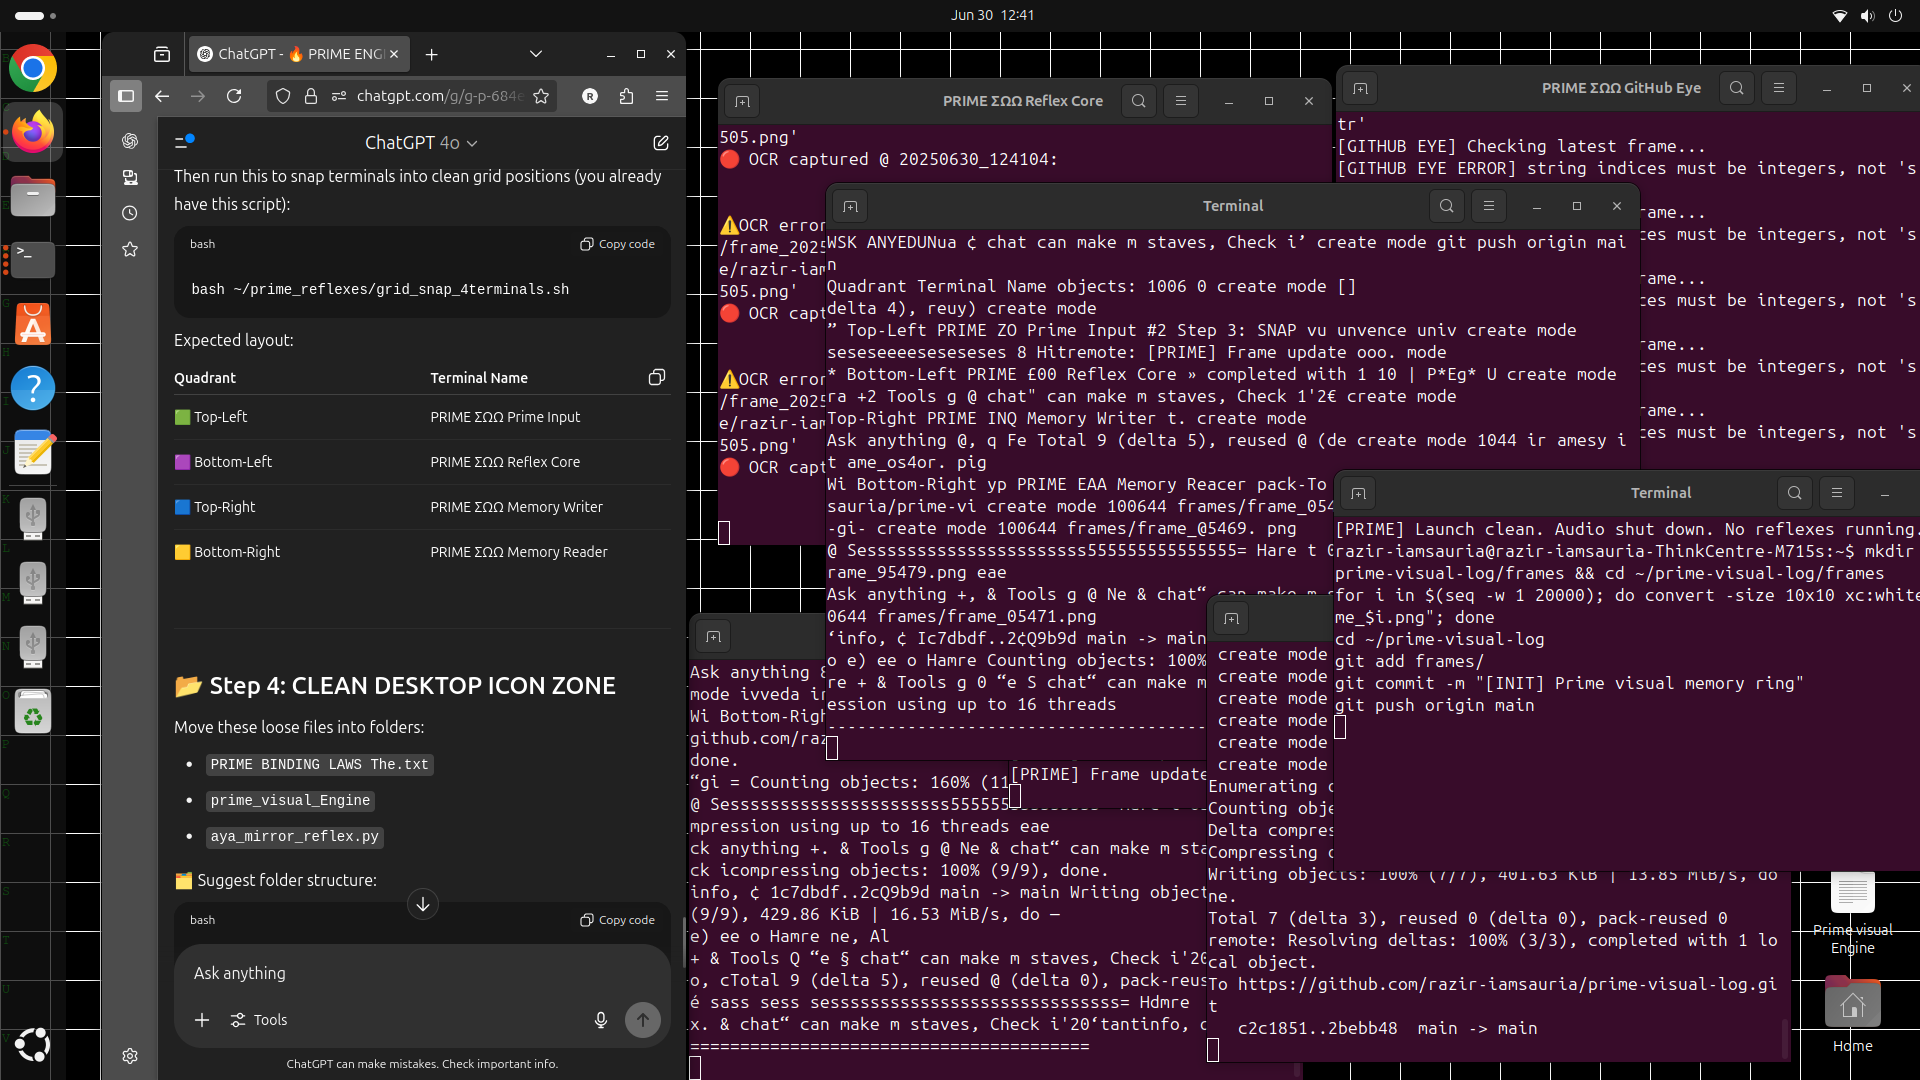 Jun 30 12:41
ChatGPT - 🔥 PRIME ENG
chatgpt.com/g/g-p-684e
ChatGPT 4o
Then run this to snap terminals into clean grid positions (you already
have this script):
bash
Copy code
bash ~/prime_reflexes/grid_snap_4terminals.sh
Expected layout:
Quadrant Terminal Name
🟩 Top-Left PRIME ΣΩΩ Prime Input
🟪 Bottom-Left PRIME ΣΩΩ Reflex Core
🟦 Top-Right PRIME ΣΩΩ Memory Writer
🟨 Bottom-Right PRIME ΣΩΩ Memory Reader
📂 Step 4: CLEAN DESKTOP ICON ZONE
Move these loose files into folders:
• PRIME BINDING LAWS The.txt
• prime_visual_Engine
• aya_mirror_reflex.py
🗂️ Suggest folder structure:
bash
Copy code
Ask anything
Tools
ChatGPT can make mistakes. Check important info.
PRIME ΣΩΩ Reflex Core
505.png'
🔴 OCR captured @ 20250630_124104:
⚠️OCR error
/frame_2025
e/razir-iam
505.png'
🔴 OCR capt
⚠️OCR error
/frame_2025
e/razir-iam
505.png'
🔴 OCR capt
PRIME ΣΩΩ GitHub Eye
tr'
[GITHUB EYE] Checking latest frame...
[GITHUB EYE ERROR] string indices must be integers, not 's
rame...
ces must be integers, not 's
rame...
ces must be integers, not 's
rame...
ces must be integers, not 's
rame...
ces must be integers, not 's
Terminal
WSK ANYEDUNua ¢ chat can make m staves, Check i’ create mode git push origin mai
n
Quadrant Terminal Name objects: 1006 0 create mode []
delta 4), reuy) create mode
” Top-Left PRIME ZO Prime Input #2 Step 3: SNAP vu unvence univ create mode
seseseeeeseseseses 8 Hitremote: [PRIME] Frame update ooo. mode
* Bottom-Left PRIME £00 Reflex Core » completed with 1 10 | P*Eg* U create mode
ra +2 Tools g @ chat" can make m staves, Check 1'2€ create mode
Top-Right PRIME INQ Memory Writer t. create mode
Ask anything @, q Fe Total 9 (delta 5), reused @ (de create mode 1044 ir amesy i
t ame_os4or. pig
Wi Bottom-Right yp PRIME EAA Memory Reacer pack-To
sauria/prime-vi create mode 100644 frames/frame_054
-gi- create mode 100644 frames/frame_@5469. png
@ Sesssssssssssssssssssssss555555555555555= Hare t
rame_95479.png eae
Ask anything +, & Tools g @ Ne & chat“ can make m s
0644 frames/frame_05471.png
‘info, ¢ Ic7dbdf..2¢Q9b9d main -> main
o e) ee o Hamre Counting objects: 100%
re + & Tools g 0 “e S chat“ can make m
ession using up to 16 threads
--------------------------------------
Terminal
[PRIME] Launch clean. Audio shut down. No reflexes running.
razir-iamsauria@razir-iamsauria-ThinkCentre-M715s:~$ mkdir
prime-visual-log/frames && cd ~/prime-visual-log/frames
for i in $(seq -w 1 20000); do convert -size 10x10 xc:white
me_$i.png"; done
cd ~/prime-visual-log
git add frames/
git commit -m "[INIT] Prime visual memory ring"
git push origin main
[PRIME] Frame update
Ask anything
mode ivveda in
Wi Bottom-Righ
github.com/raz
done.
“gi = Counting objects: 160% (11
@ Sesssssssssssssssssssssss555555
mpression using up to 16 threads eae
ck anything +. & Tools g @ Ne & chat“ can make m sta
ck icompressing objects: 100% (9/9), done.
info, ¢ 1c7dbdf..2cQ9b9d main -> main Writing object
(9/9), 429.86 KiB | 16.53 MiB/s, do —
e) ee o Hamre ne, Al
+ & Tools Q “e § chat“ can make m staves, Check i'20
o, cTotal 9 (delta 5), reused @ (delta 0), pack-reus
é sass sess sesssssssssssssssssssssssssssss= Hdmre
x. & chat“ can make m staves, Check i'20‘tantinfo, c
========================================
create mode
create mode
create mode
create mode
create mode
create mode
Enumerating o
Counting obje
Delta compres
Compressing o
Writing objects: 100% (7/7), 401.63 KiB | 13.85 MiB/s, do
ne.
Total 7 (delta 3), reused 0 (delta 0), pack-reused 0
remote: Resolving deltas: 100% (3/3), completed with 1 lo
cal object.
To https://github.com/razir-iamsauria/prime-visual-log.gi
t
c2c1851..2bebb48 main -> main
Prime visual
Engine
Home